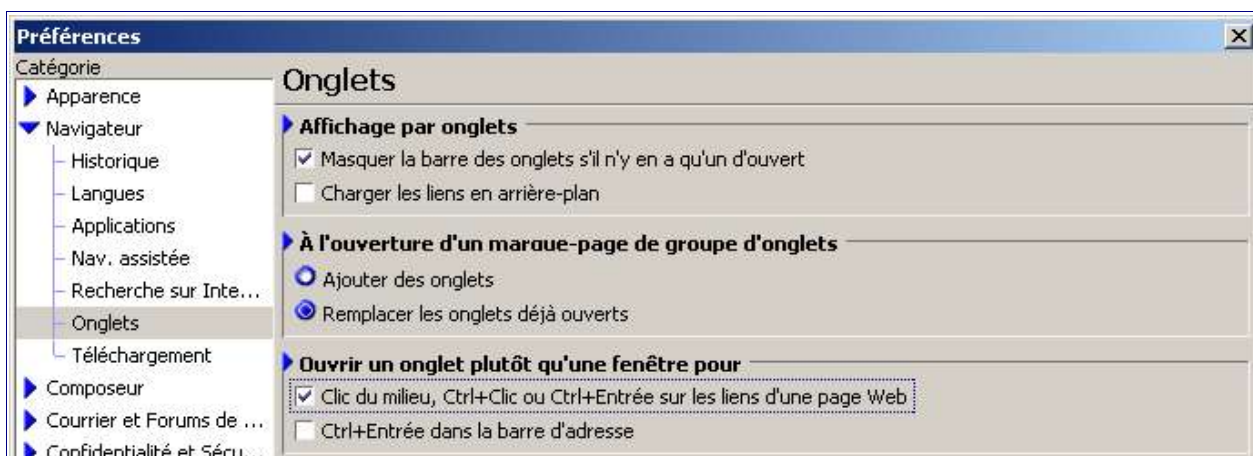 Préférences
Catégorie
Apparence
Navigateur
Historique
Langues
Applications
Nav. assistée
Recherche sur Inte...
Onglets
Téléchargement
Composeur
Courrier et Forums de ...
Confidentialité et Sécu...
Onglets
Affichage par onglets
Masquer la barre des onglets s'il n'y en a qu'un d'ouvert
Charger les liens en arrière-plan
À l'ouverture d'un marque-page de groupe d'onglets
Ajouter des onglets
Remplacer les onglets déjà ouverts
Ouvrir un onglet plutôt qu'une fenêtre pour
Clic du milieu, Ctrl+Clic ou Ctrl+Entrée sur les liens d'une page Web
Ctrl+Entrée dans la barre d'adresse